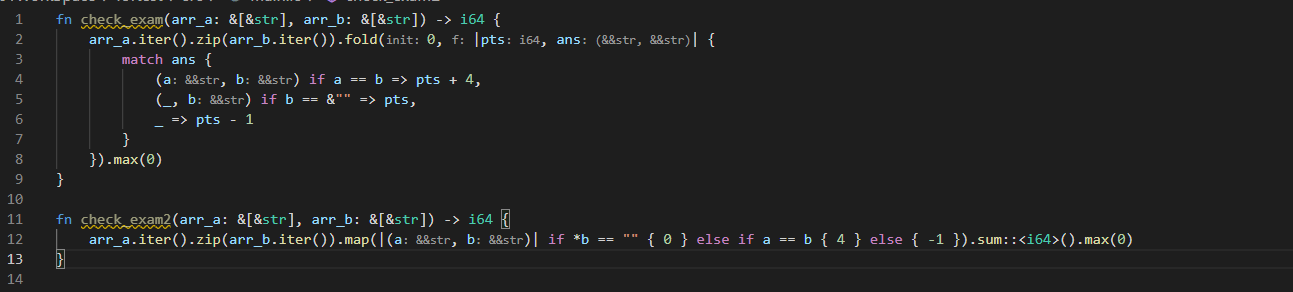 1 fn check_exam(arr_a: &[&str], arr_b: &[&str]) -> i64 {
2     arr_a.iter().zip(arr_b.iter()).fold(init: 0, f: |pts: i64, ans: (&&str, &&str)| {
3         match ans {
4             (a: &&str, b: &&str) if a == b => pts + 4,
5             (_, b: &&str) if b == &"" => pts,
6             _ => pts - 1
7         }
8     }).max(0)
9 }
10
11 fn check_exam2(arr_a: &[&str], arr_b: &[&str]) -> i64 {
12     arr_a.iter().zip(arr_b.iter()).map(|(a: &&str, b: &&str)| if *b == "" { 0 } else if a == b { 4 } else { -1 }).sum::<i64>().max(0)
13 }
14